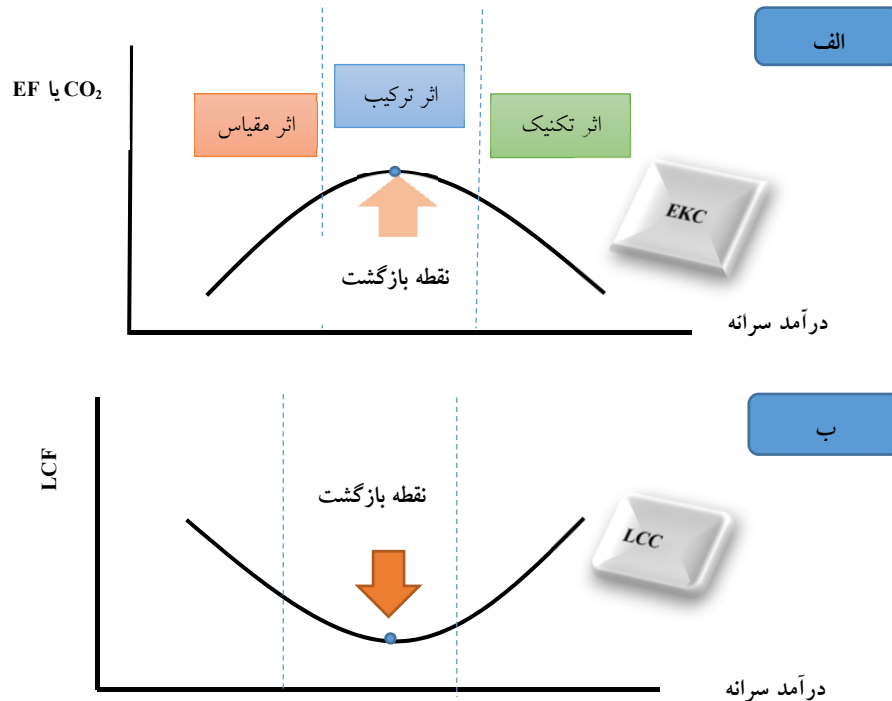 الف
EF یا CO₂
اثر مقیاس
اثر ترکیب
اثر تکنیک
EKC
نقطه بازگشت
درآمد سرانه
ب
LCF
نقطه بازگشت
LCC
درآمد سرانه